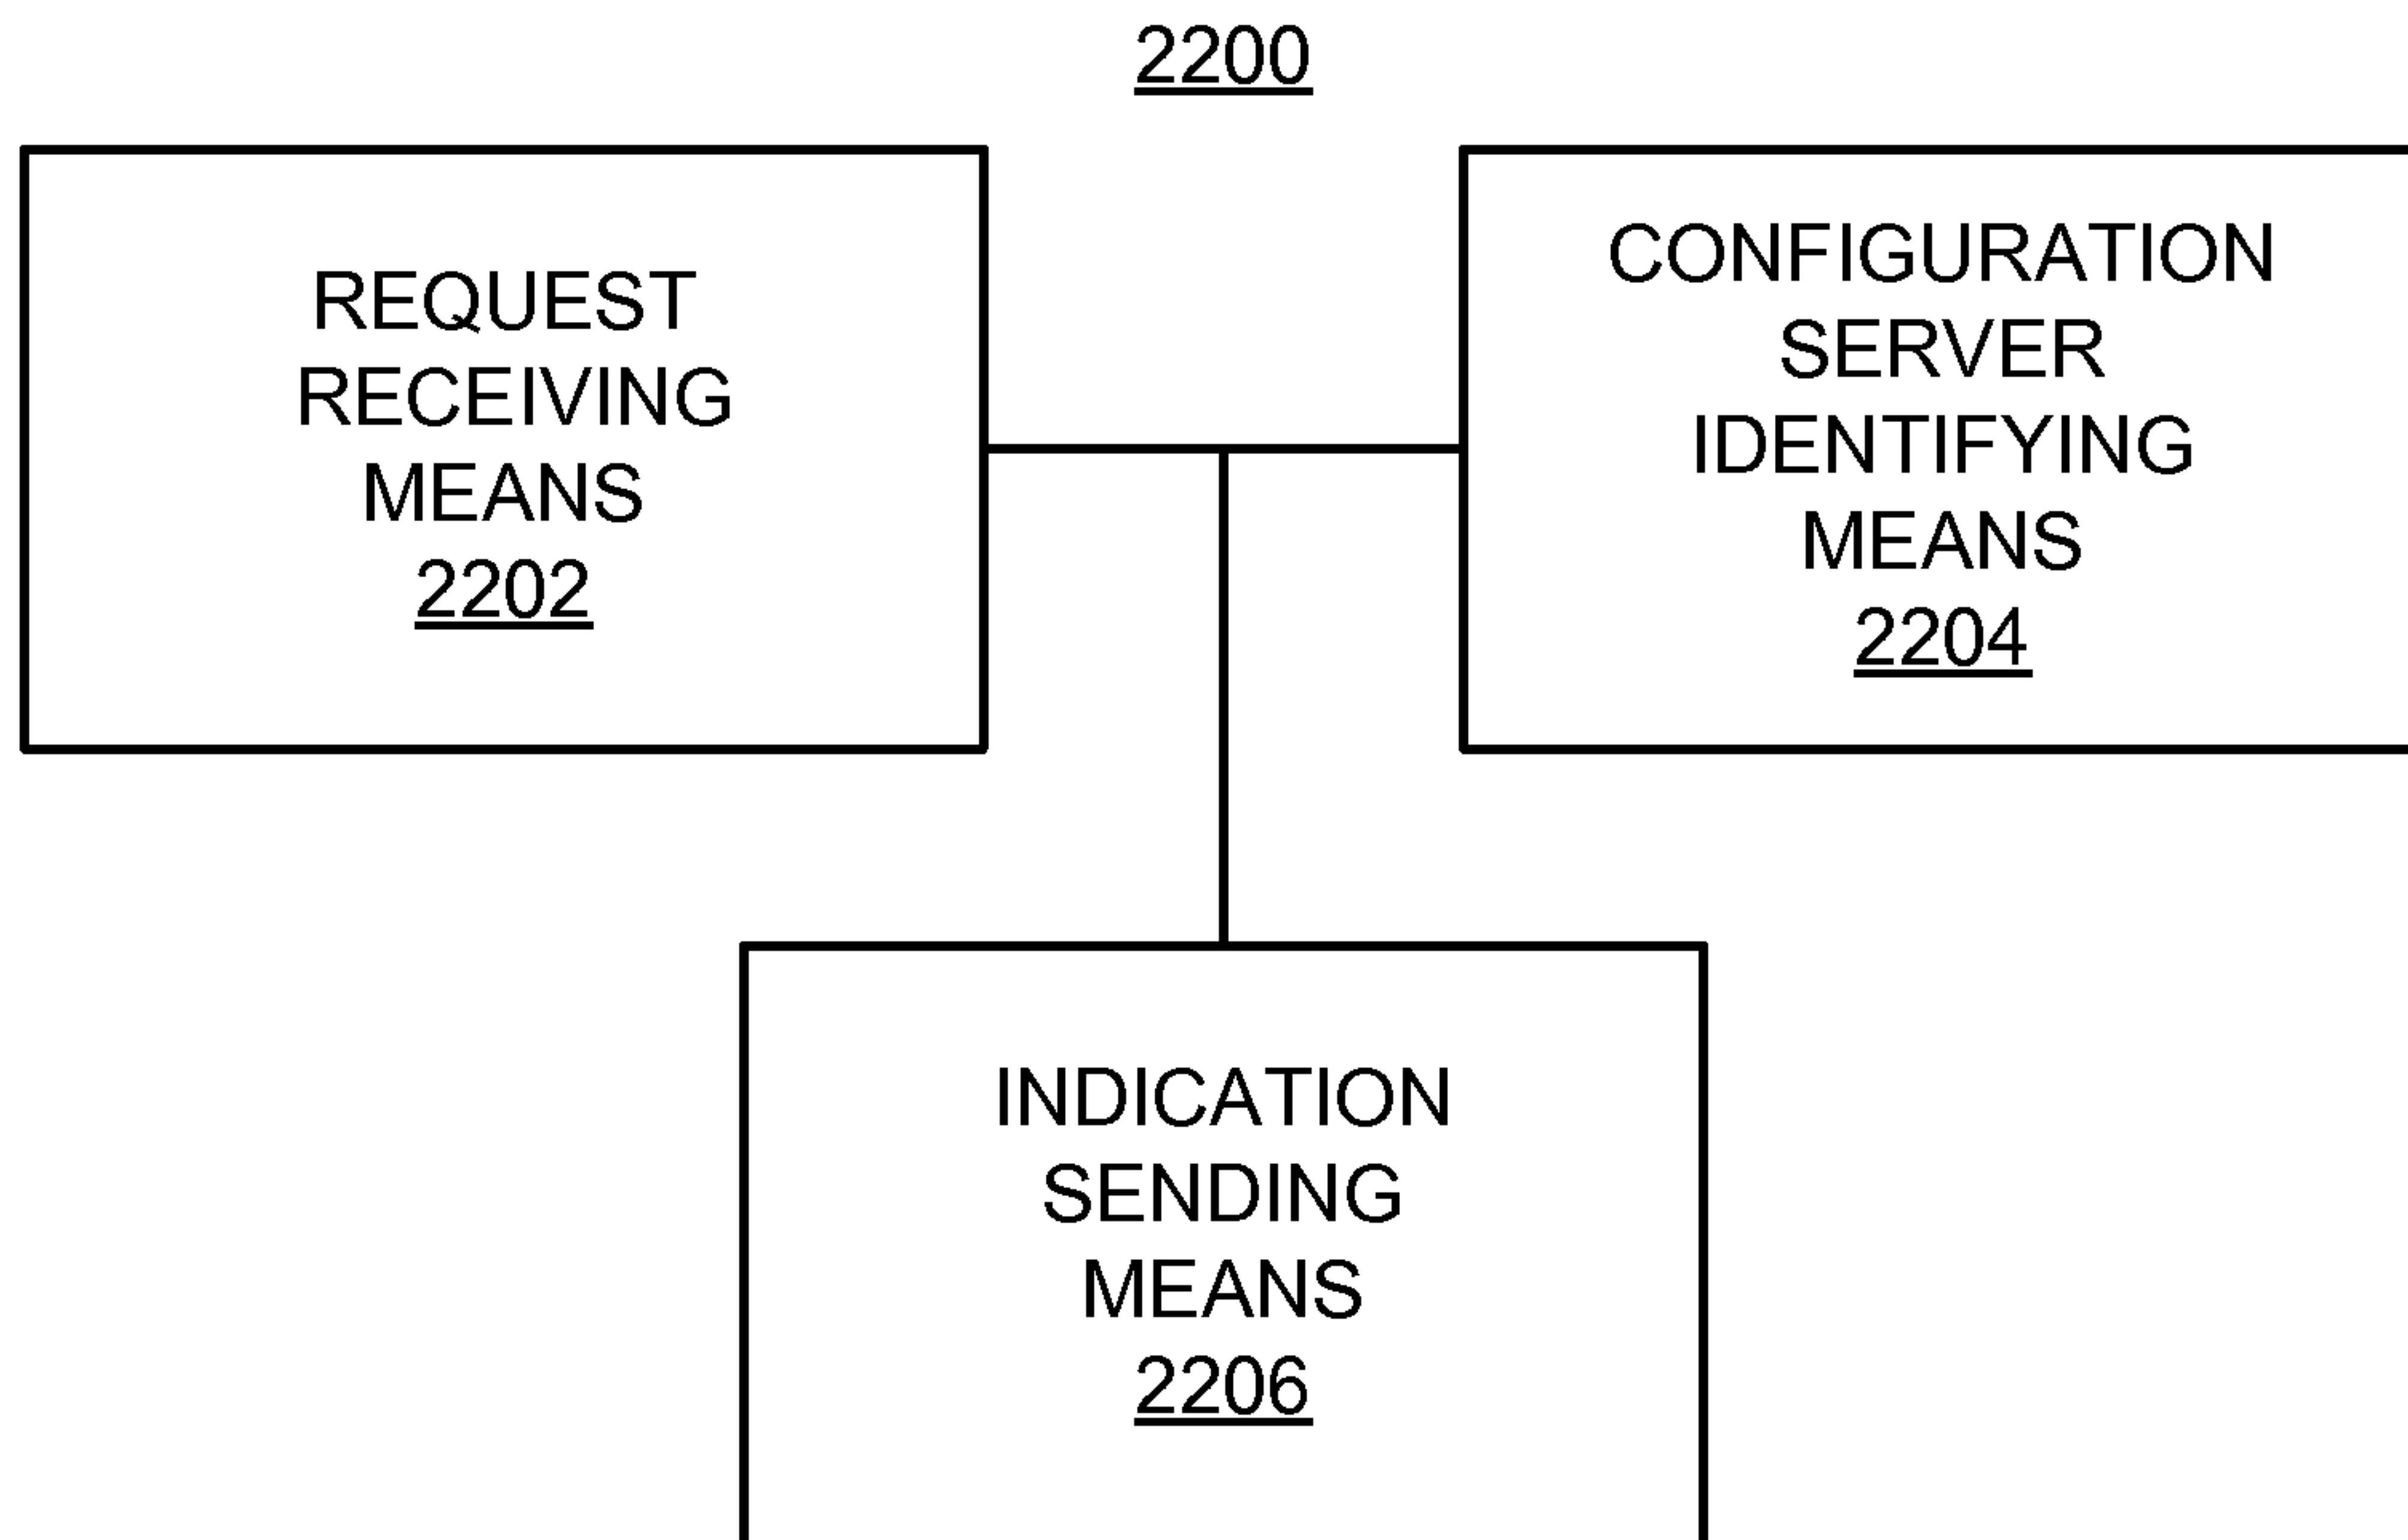 2200
REQUEST
RECEIVING
MEANS
2202
CONFIGURATION
SERVER
IDENTIFYING
MEANS
2204
INDICATION
SENDING
MEANS
2206